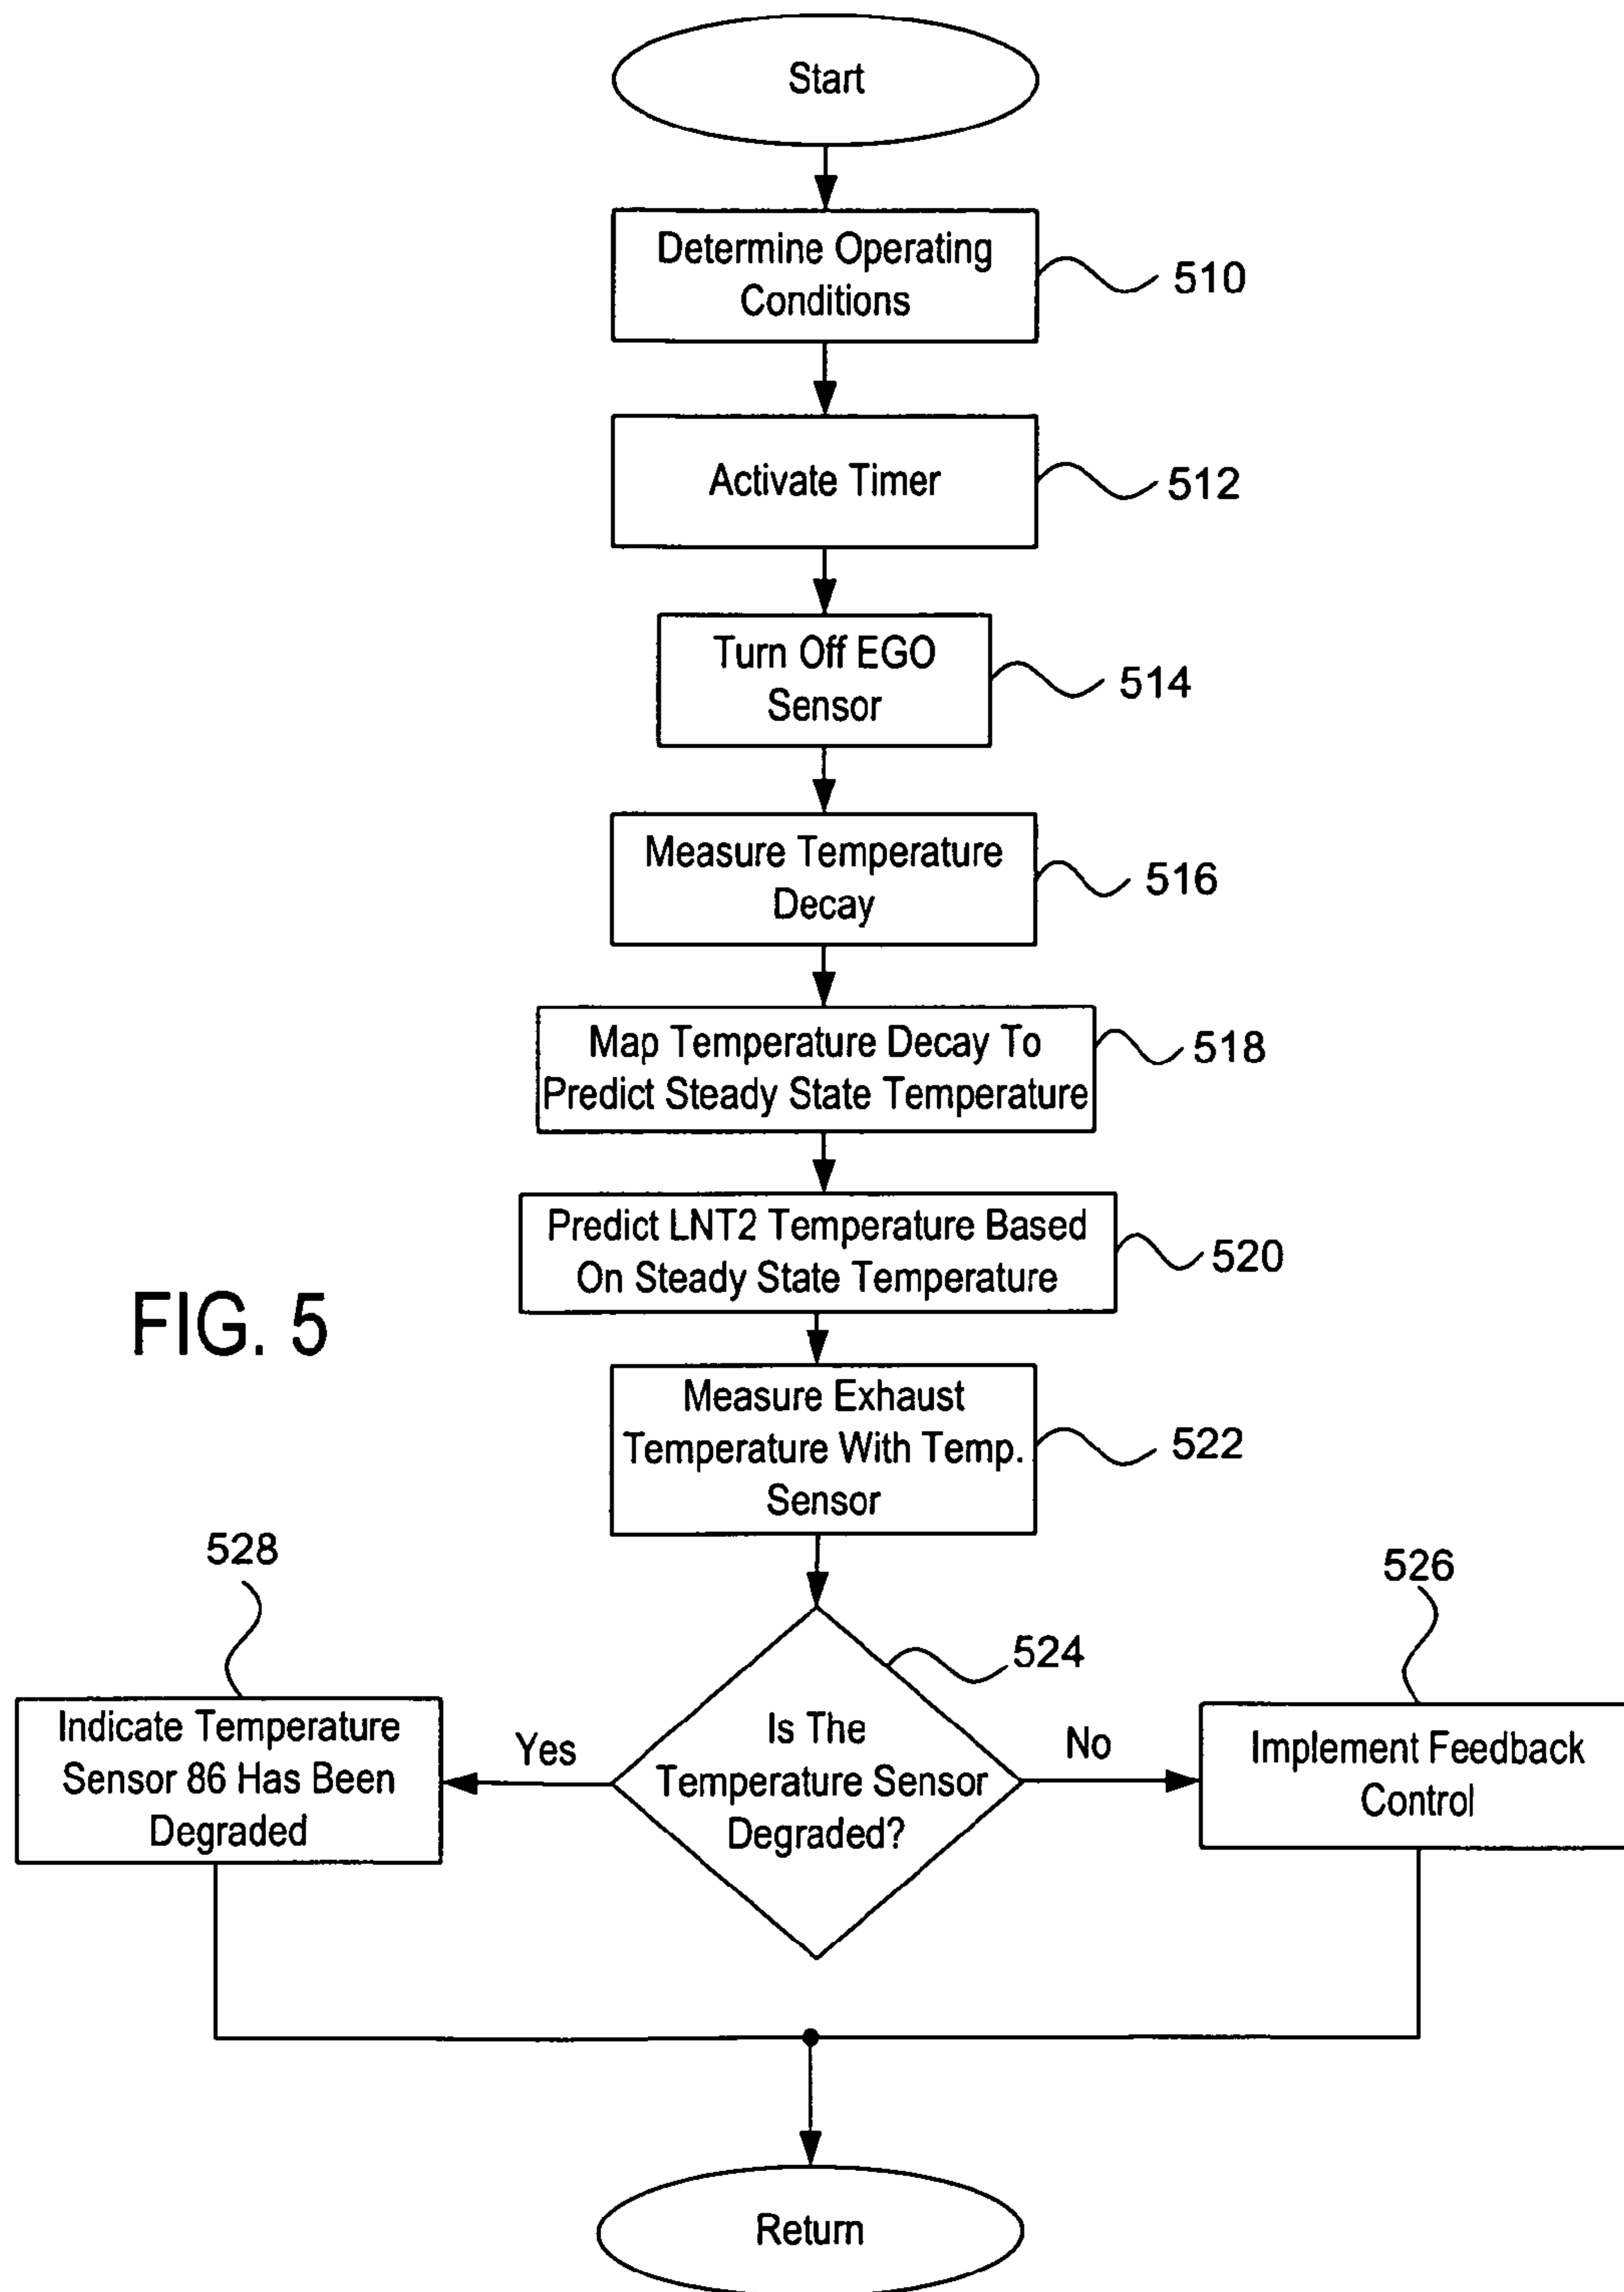 Start
Determine Operating
Conditions
510
Activate Timer
512
Turn Off EGO
Sensor
514
Measure Temperature
Decay
516
Map Temperature Decay To
Predict Steady State Temperature
518
Predict LNT2 Temperature Based
On Steady State Temperature
520
FIG. 5
Measure Exhaust
Temperature With Temp.
Sensor
522
528
526
524
Indicate Temperature
Sensor 86 Has Been
Degraded
Yes
Is The
Temperature Sensor
Degraded?
No
Implement Feedback
Control
Return